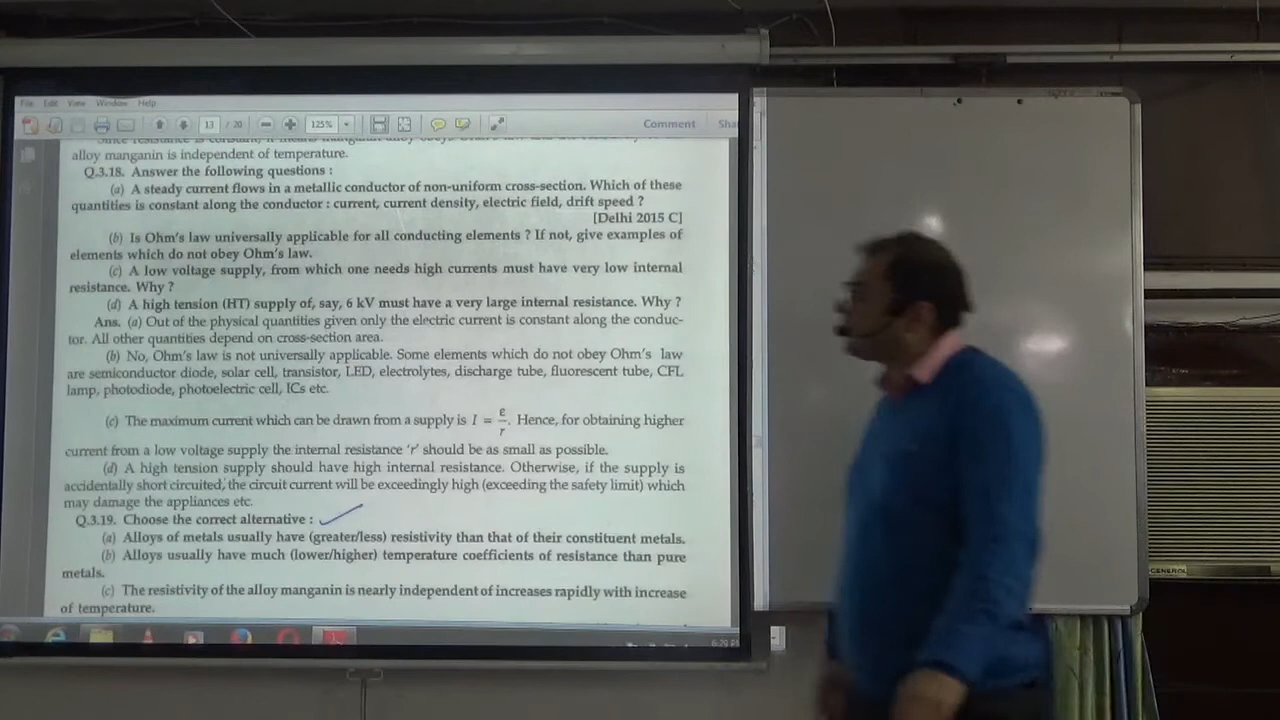 File Edit View Window Help
13 / 20 125% Comment Sha
alloy manganin is independent of temperature.
Q.3.18. Answer the following questions :
(a) A steady current flows in a metallic conductor of non-uniform cross-section. Which of these
quantities is constant along the conductor : current, current density, electric field, drift speed ?
[Delhi 2015 C]
(b) Is Ohm's law universally applicable for all conducting elements ? If not, give examples of
elements which do not obey Ohm's law.
(c) A low voltage supply, from which one needs high currents must have very low internal
resistance. Why ?
(d) A high tension (HT) supply of, say, 6 kV must have a very large internal resistance. Why ?
Ans. (a) Out of the physical quantities given only the electric current is constant along the conduc-
tor. All other quantities depend on cross-section area.
(b) No, Ohm's law is not universally applicable. Some elements which do not obey Ohm's law
are semiconductor diode, solar cell, transistor, LED, electrolytes, discharge tube, fluorescent tube, CFL
lamp, photodiode, photoelectric cell, ICs etc.
(c) The maximum current which can be drawn from a supply is I = ε/r. Hence, for obtaining higher
current from a low voltage supply the internal resistance 'r' should be as small as possible.
(d) A high tension supply should have high internal resistance. Otherwise, if the supply is
accidentally short circuited, the circuit current will be exceedingly high (exceeding the safety limit) which
may damage the appliances etc.
Q.3.19. Choose the correct alternative :
(a) Alloys of metals usually have (greater/less) resistivity than that of their constituent metals.
(b) Alloys usually have much (lower/higher) temperature coefficients of resistance than pure
metals.
(c) The resistivity of the alloy manganin is nearly independent of increases rapidly with increase
of temperature.
GENERAL